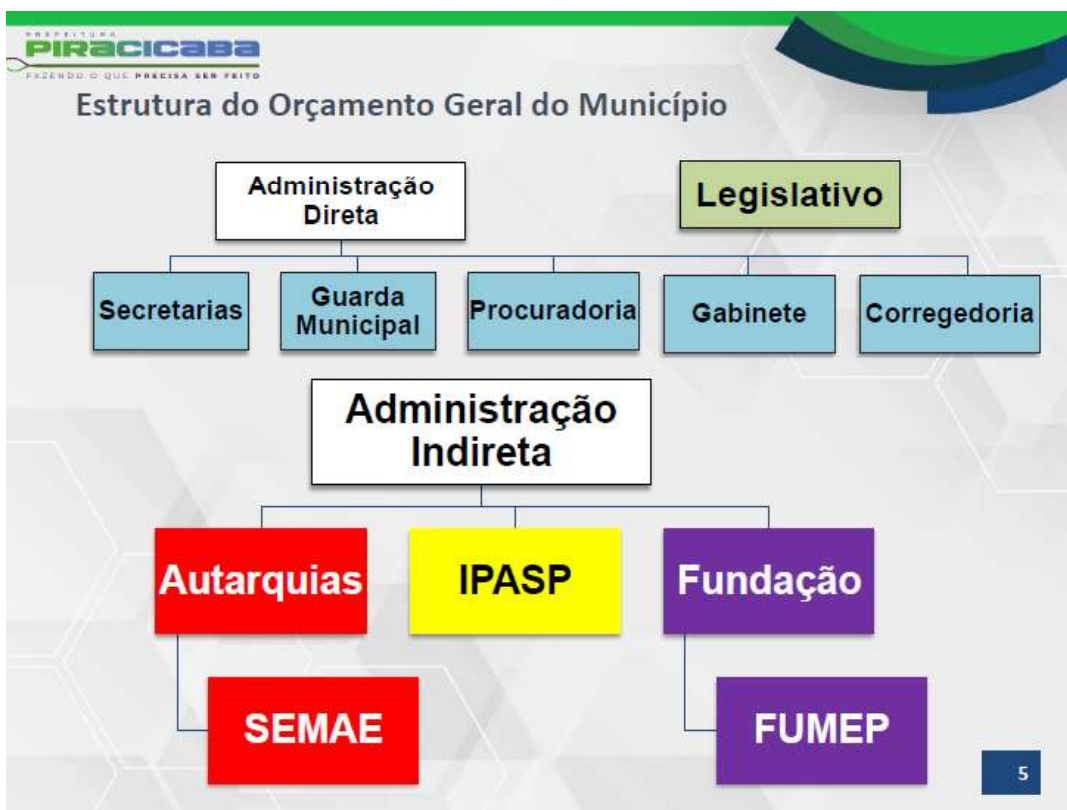 PREFEITURA
PIRACICABA
FAZENDO O QUE PRECISA SER FEITO
Estrutura do Orçamento Geral do Município
Administração
Direta
Legislativo
Secretarias
Guarda
Municipal
Procuradoria
Gabinete
Corregedoria
Administração
Indireta
Autarquias
IPASP
Fundação
SEMAE
FUMEP
5